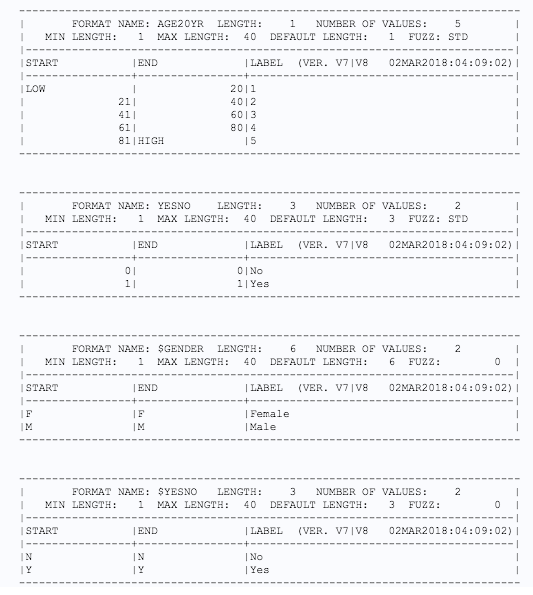 ----------------------------------------------------------------------------
|       FORMAT NAME: AGE20YR  LENGTH:    1   NUMBER OF VALUES:    5        |
|   MIN LENGTH:   1  MAX LENGTH:  40  DEFAULT LENGTH:   1  FUZZ: STD       |
|--------------------------------------------------------------------------|
|START           |END             |LABEL  (VER. V7|V8   02MAR2018:04:09:02)|
|----------------+----------------+----------------------------------------|
|LOW             |              20|1                                       |
|              21|              40|2                                       |
|              41|              60|3                                       |
|              61|              80|4                                       |
|              81|HIGH            |5                                       |
----------------------------------------------------------------------------
----------------------------------------------------------------------------
|       FORMAT NAME: YESNO    LENGTH:    3   NUMBER OF VALUES:    2        |
|   MIN LENGTH:   1  MAX LENGTH:  40  DEFAULT LENGTH:   3  FUZZ: STD       |
|--------------------------------------------------------------------------|
|START           |END             |LABEL  (VER. V7|V8   02MAR2018:04:09:02)|
|----------------+----------------+----------------------------------------|
|               0|               0|No                                      |
|               1|               1|Yes                                     |
----------------------------------------------------------------------------
----------------------------------------------------------------------------
|       FORMAT NAME: $GENDER  LENGTH:    6   NUMBER OF VALUES:    2        |
|   MIN LENGTH:   1  MAX LENGTH:  40  DEFAULT LENGTH:   6  FUZZ:        0  |
|--------------------------------------------------------------------------|
|START           |END             |LABEL  (VER. V7|V8   02MAR2018:04:09:02)|
|----------------+----------------+----------------------------------------|
|F               |F               |Female                                  |
|M               |M               |Male                                    |
----------------------------------------------------------------------------
----------------------------------------------------------------------------
|       FORMAT NAME: $YESNO   LENGTH:    3   NUMBER OF VALUES:    2        |
|   MIN LENGTH:   1  MAX LENGTH:  40  DEFAULT LENGTH:   3  FUZZ:        0  |
|--------------------------------------------------------------------------|
|START           |END             |LABEL  (VER. V7|V8   02MAR2018:04:09:02)|
|----------------+----------------+----------------------------------------|
|N               |N               |No                                      |
|Y               |Y               |Yes                                     |
----------------------------------------------------------------------------